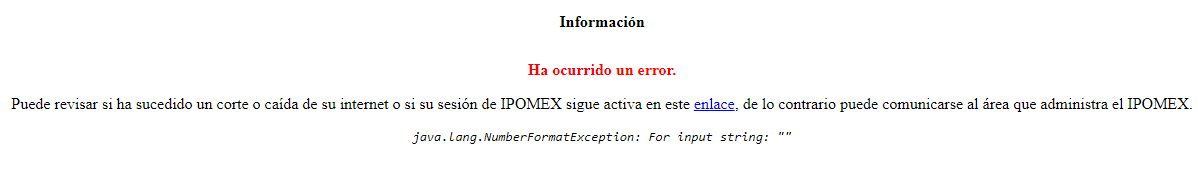 Información
Ha ocurrido un error.
Puede revisar si ha sucedido un corte o caída de su internet o si su sesión de IPOMEX sigue activa en este enlace, de lo contrario puede comunicarse al área que administra el IPOMEX.
java.lang.NumberFormatException: For input string: ""